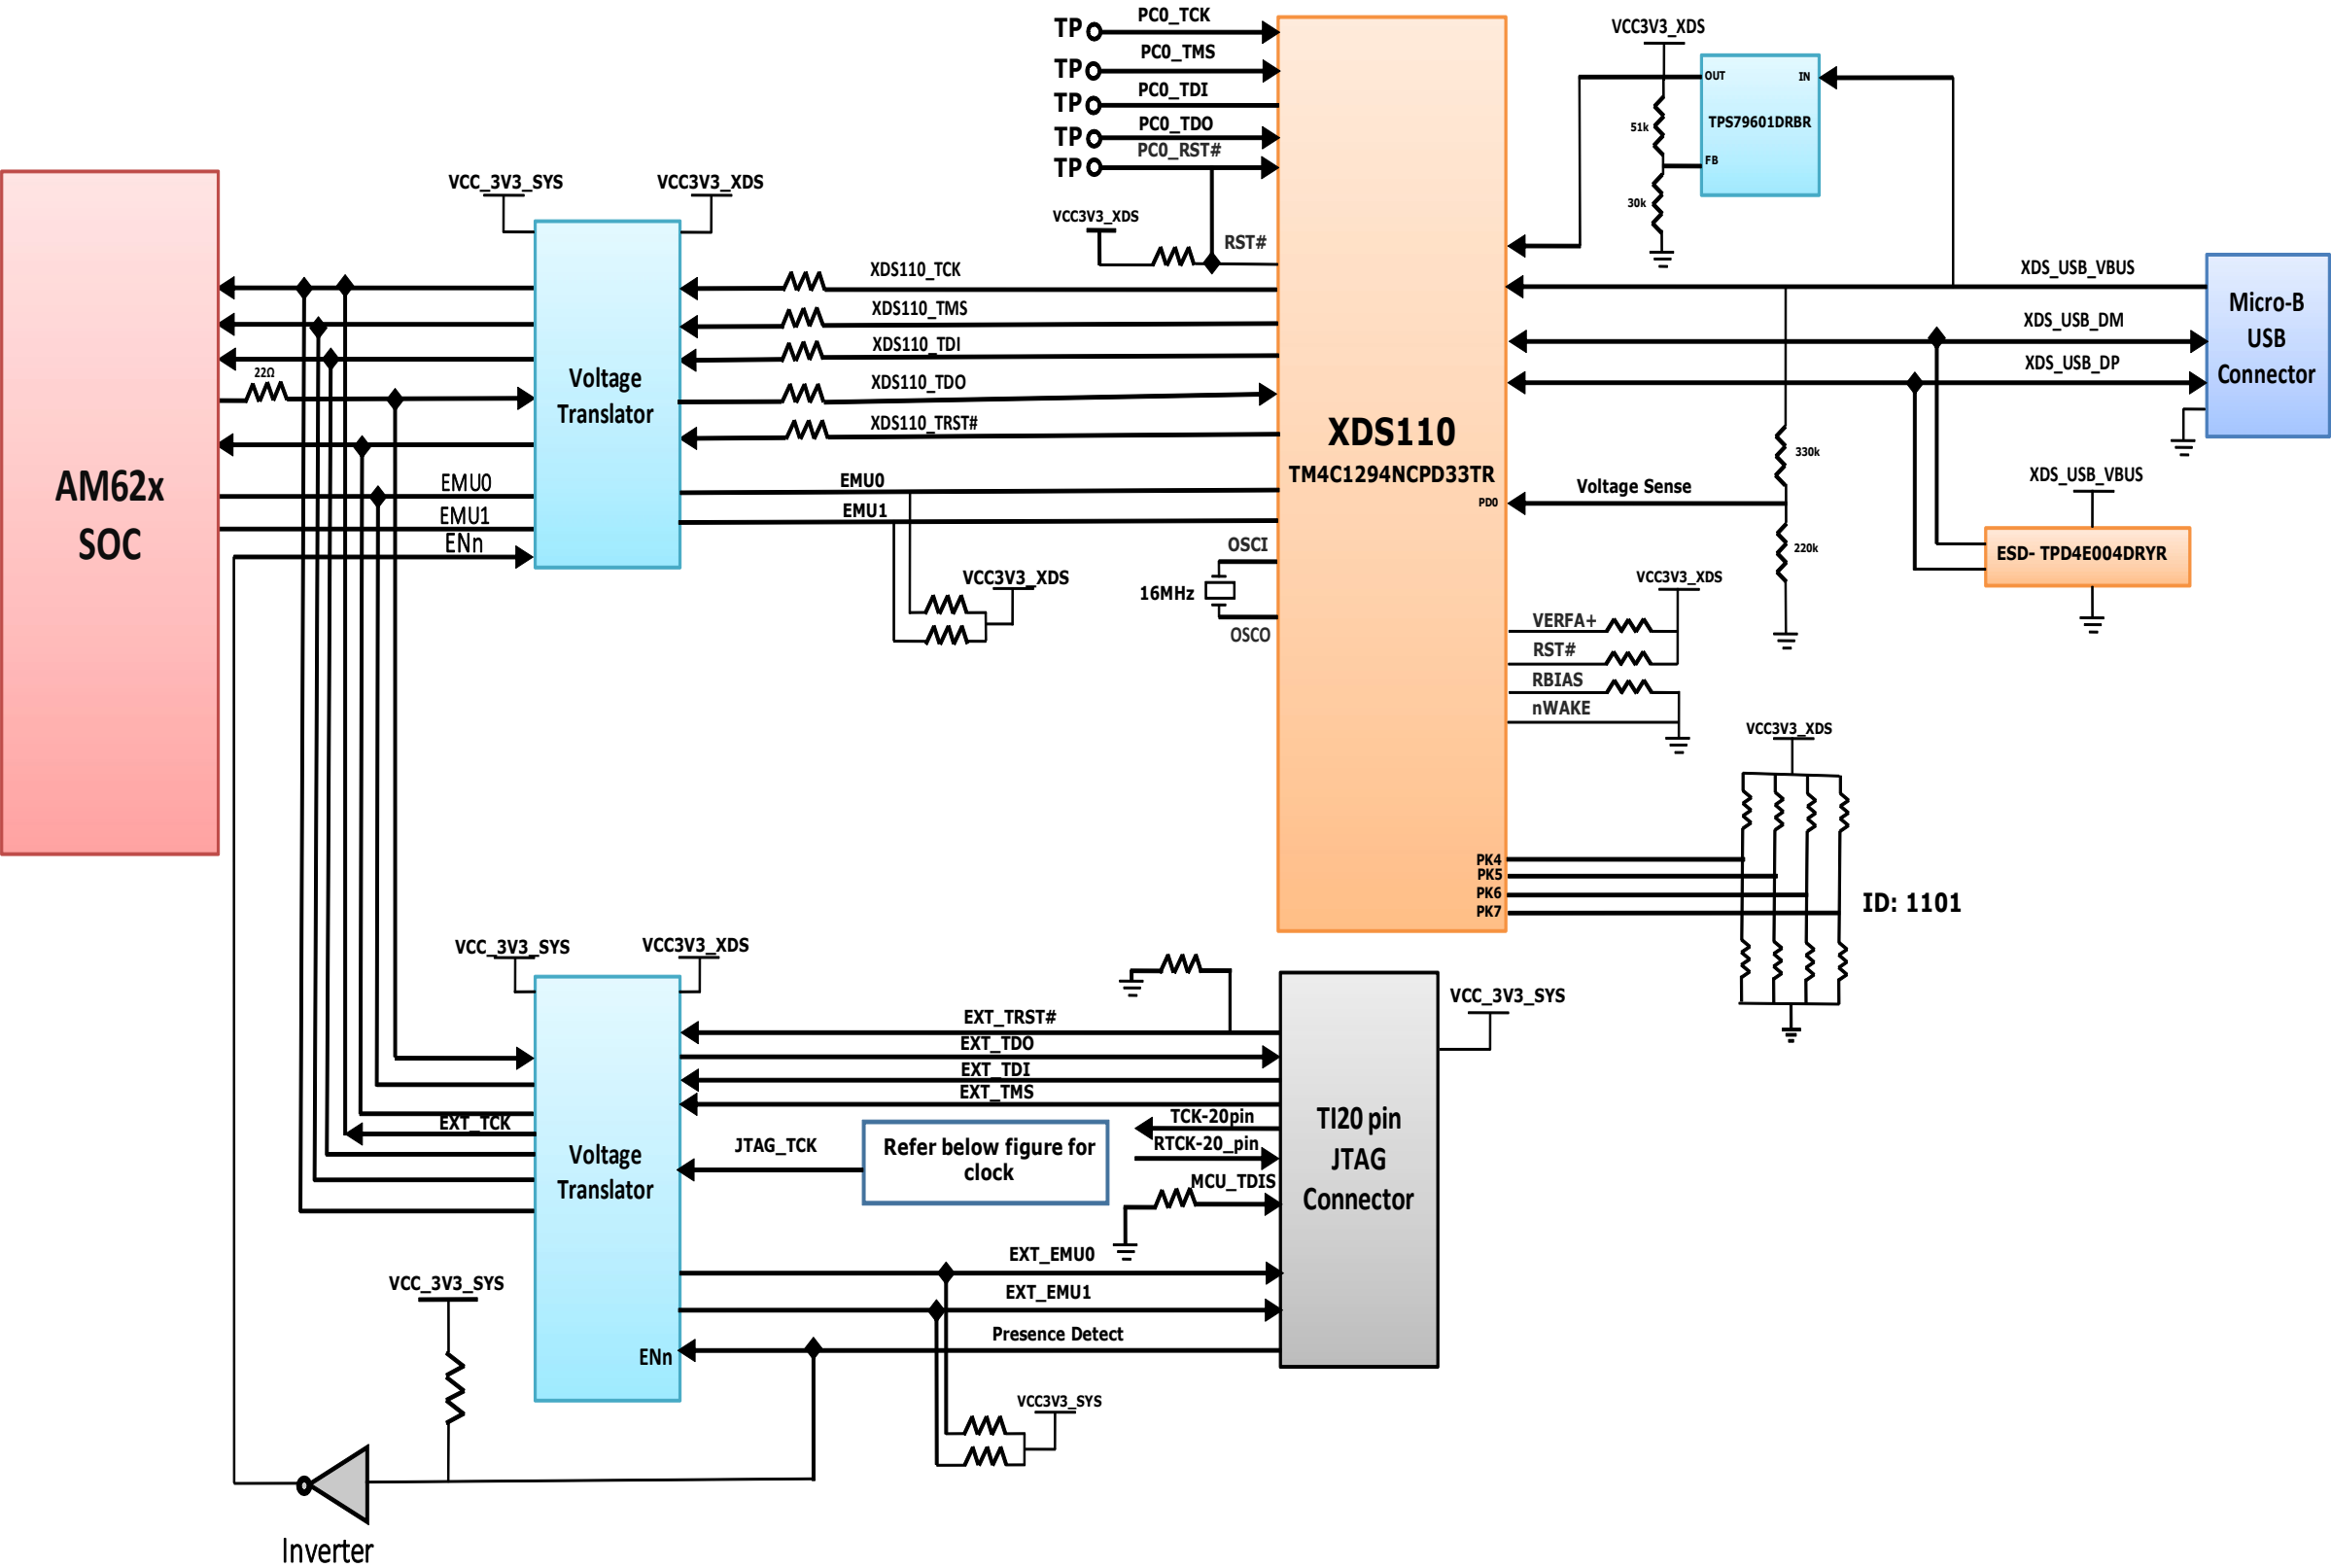 TP PC0_TCK
TP PC0_TMS
TP PC0_TDI
TP PC0_TDO
TP PC0_RST#
VCC3V3_XDS
OUT IN
TPS79601DRBR
FB
51k
30k
VCC_3V3_SYS
VCC3V3_XDS
VCC3V3_XDS
RST#
XDS110_TCK
XDS110_TMS
XDS110_TDI
XDS110_TDO
XDS110_TRST#
22Ω
Voltage
Translator
AM62x
SOC
EMU0
EMU1
ENn
EMU0
EMU1
VCC3V3_XDS
OSCI
16MHz
OSCO
XDS110
TM4C1294NCPD33TR
PD0
Voltage Sense
330k
220k
XDS_USB_VBUS
XDS_USB_DM
XDS_USB_DP
Micro-B
USB
Connector
XDS_USB_VBUS
ESD- TPD4E004DRYR
VCC3V3_XDS
VERFA+
RST#
RBIAS
nWAKE
VCC3V3_XDS
PK4
PK5
PK6
PK7
ID: 1101
VCC_3V3_SYS
VCC3V3_XDS
Voltage
Translator
ENn
EXT_TCK
EXT_TRST#
EXT_TDO
EXT_TDI
EXT_TMS
JTAG_TCK
Refer below figure for
clock
TCK-20pin
RTCK-20_pin
MCU_TDIS
EXT_EMU0
EXT_EMU1
Presence Detect
TI20 pin
JTAG
Connector
VCC_3V3_SYS
VCC_3V3_SYS
VCC3V3_SYS
Inverter